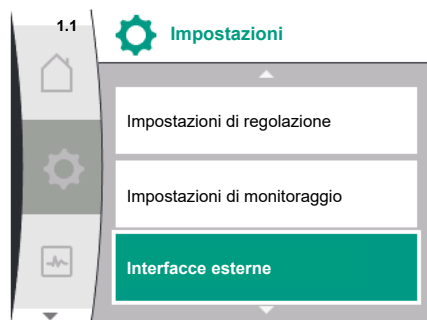 1.1
Impostazioni
Impostazioni di regolazione
Impostazioni di monitoraggio
Interfacce esterne